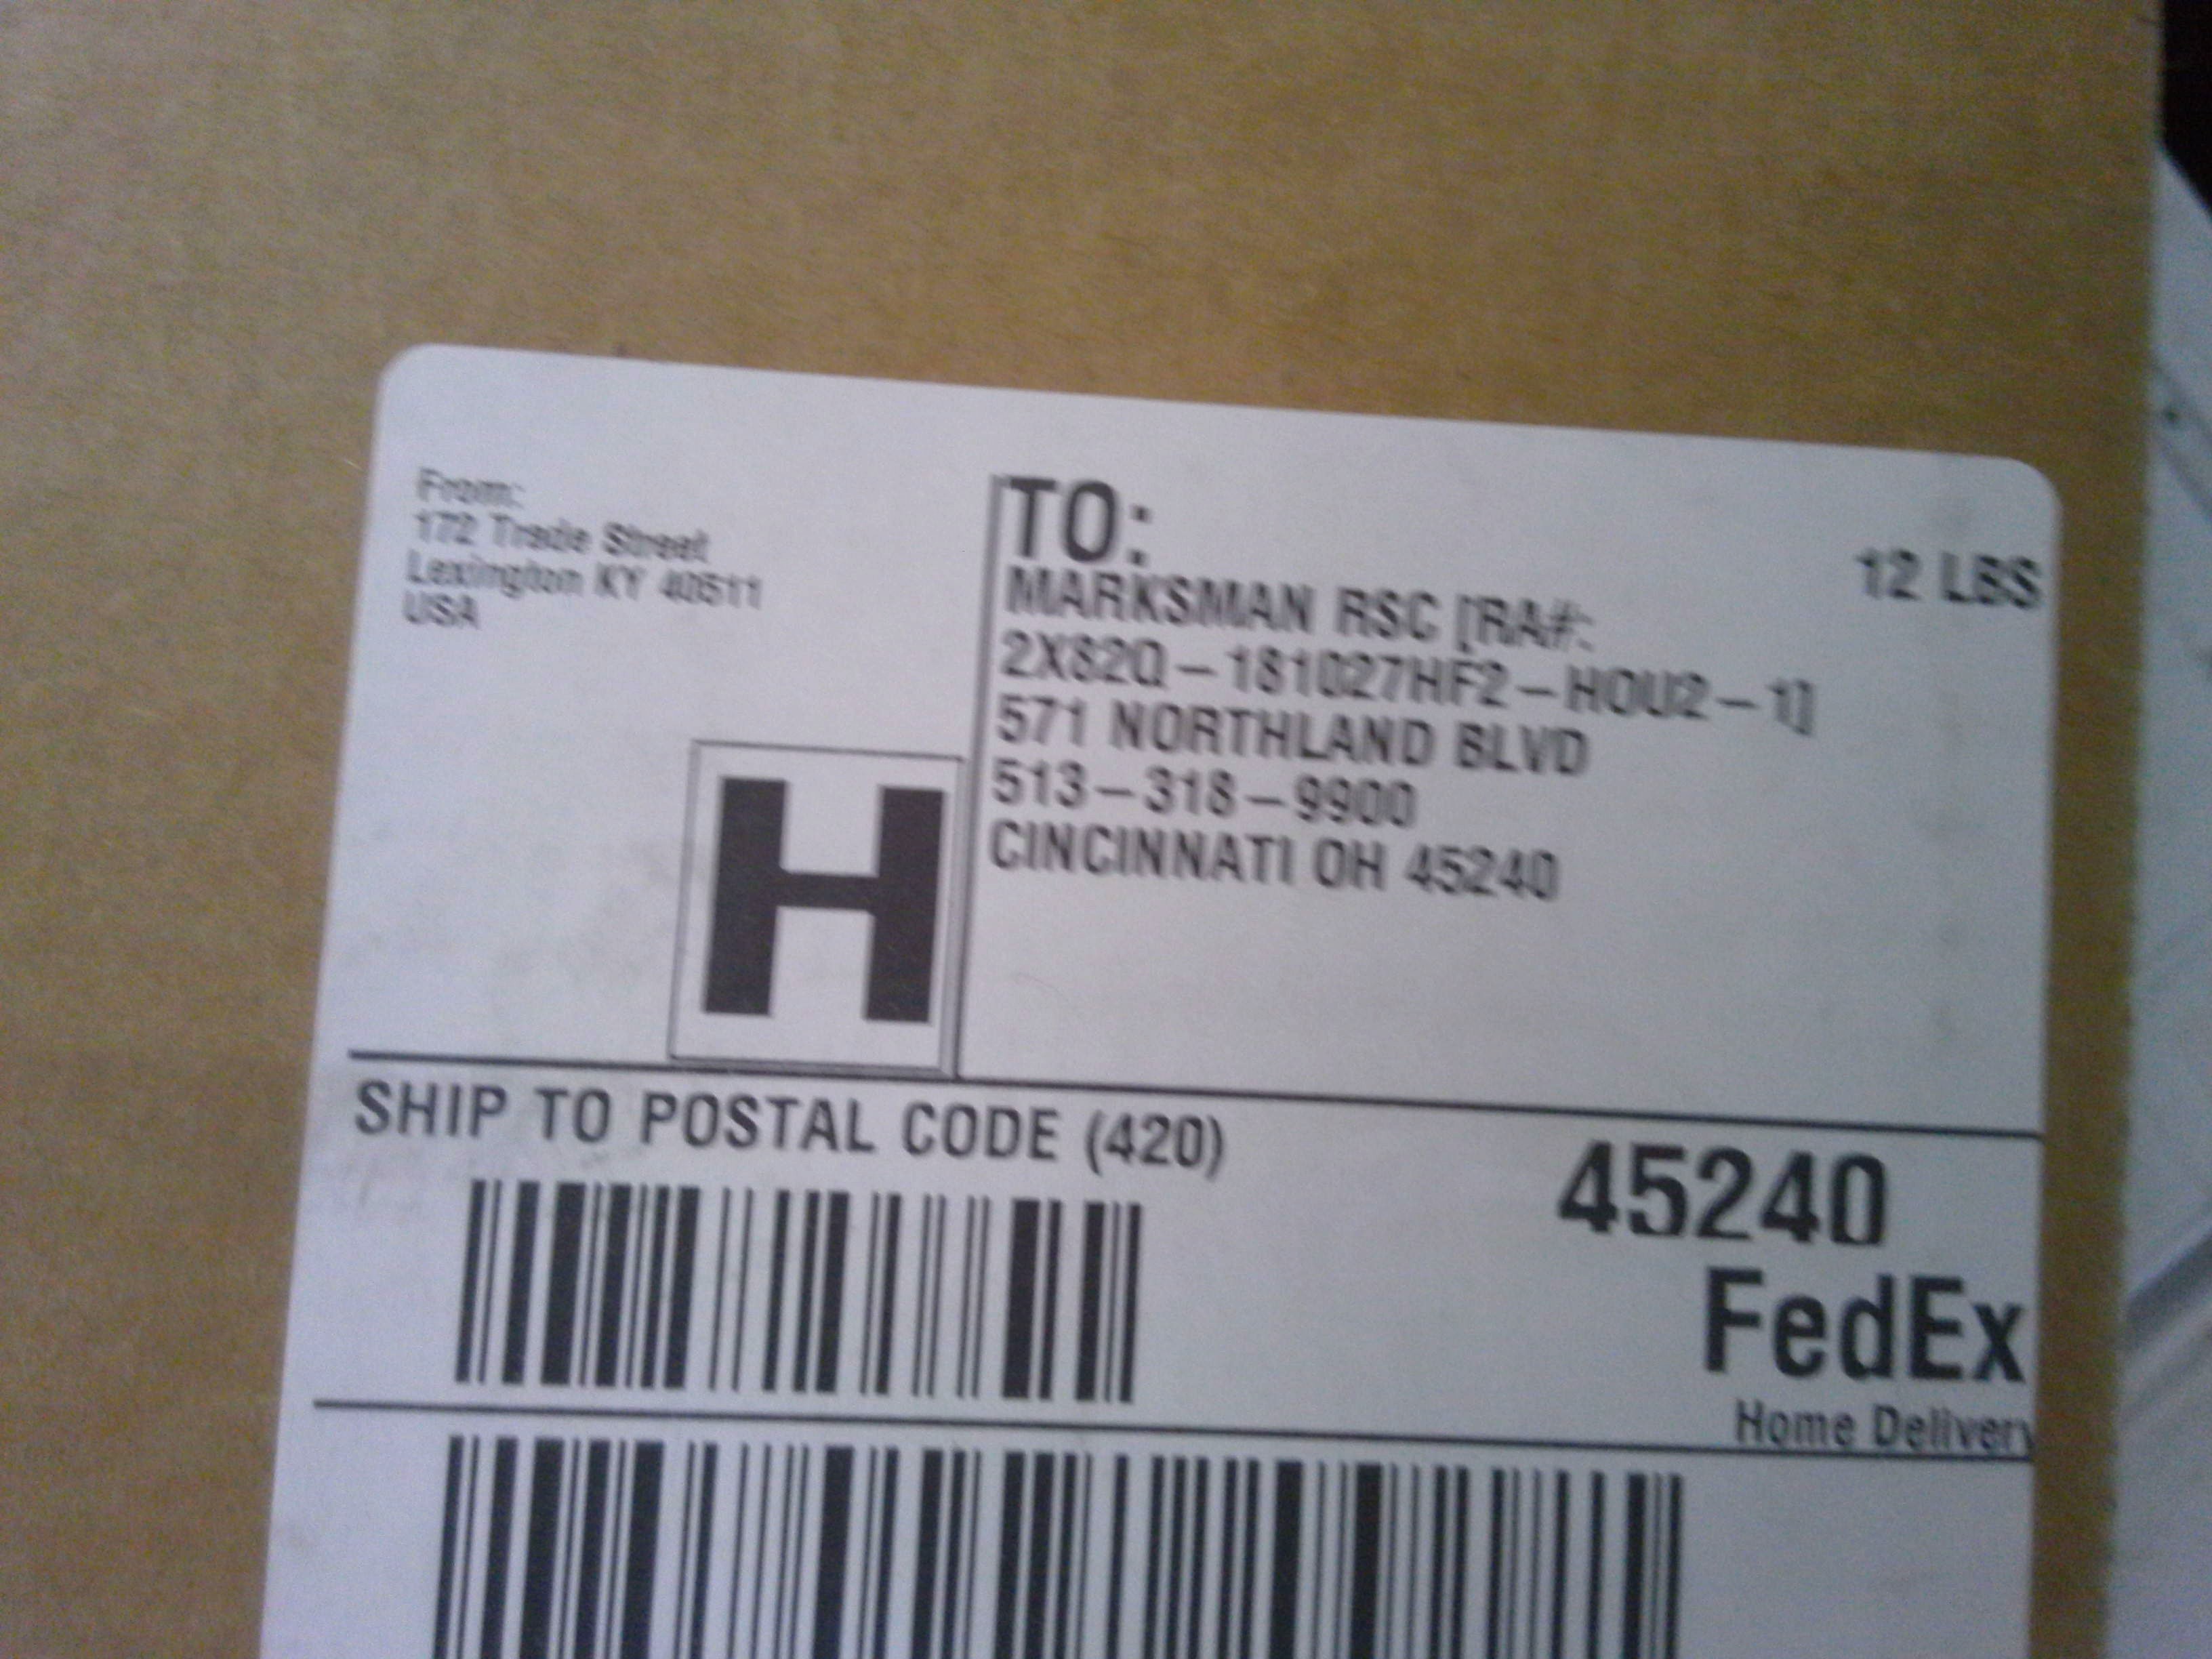 From:
172 Trade Street
Lexington KY 40511
USA
TO:
12 LBS
MARKSMAN RSC [RA#:
2X82Q-181027HF2-HOU2-1]
571 NORTHLAND BLVD
513-318-9900
CINCINNATI OH 45240
H
SHIP TO POSTAL CODE (420)
45240
FedEx
Home Delivery